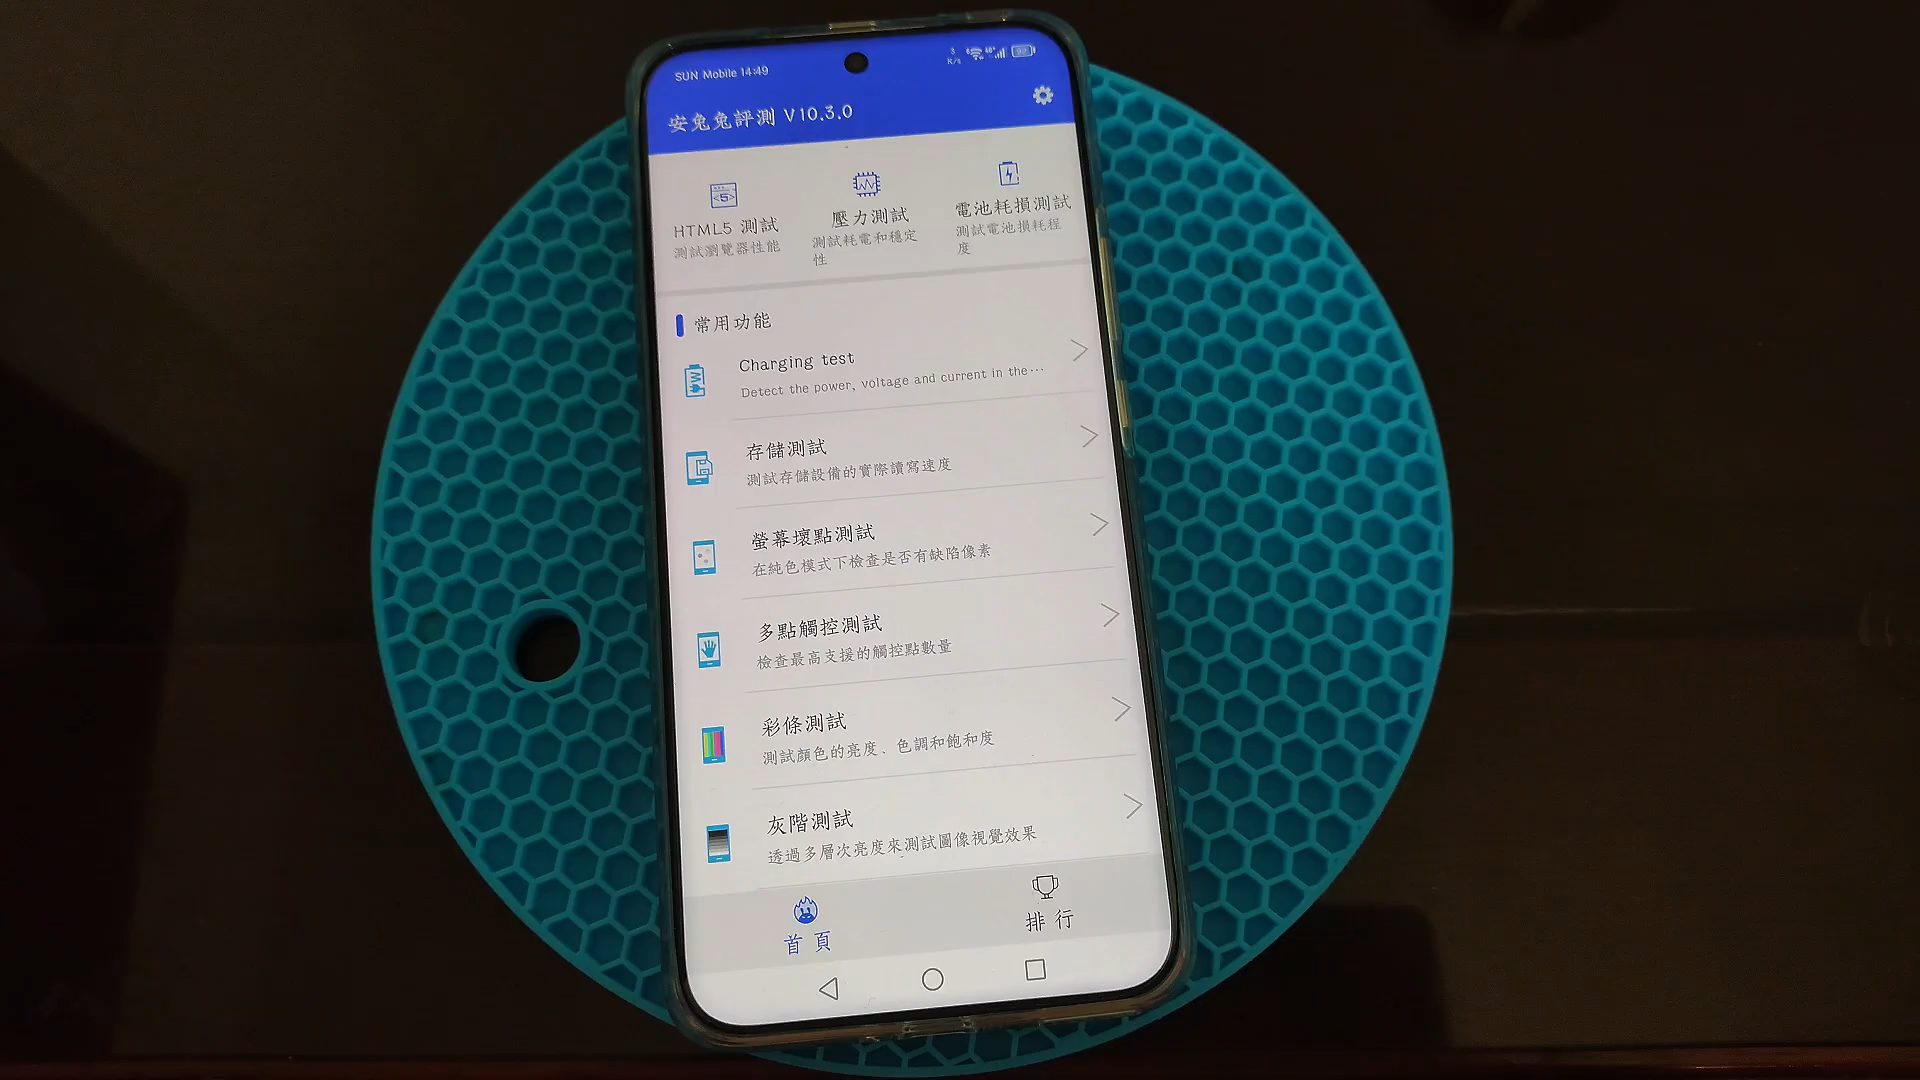 SUN Mobile 14:49
3 K/s 4G+ 92
安兔兔評測 V10.3.0
HTML5 測試
測試瀏覽器性能
壓力測試
測試耗電和穩定
性
電池耗損測試
測試電池損耗程
度
常用功能
Charging test
Detect the power, voltage and current in the…
存儲測試
測試存儲設備的實際讀寫速度
螢幕壞點測試
在純色模式下檢查是否有缺陷像素
多點觸控測試
檢查最高支援的觸控點數量
彩條測試
測試顏色的亮度、色調和飽和度
灰階測試
透過多層次亮度來測試圖像視覺效果
首頁
排行